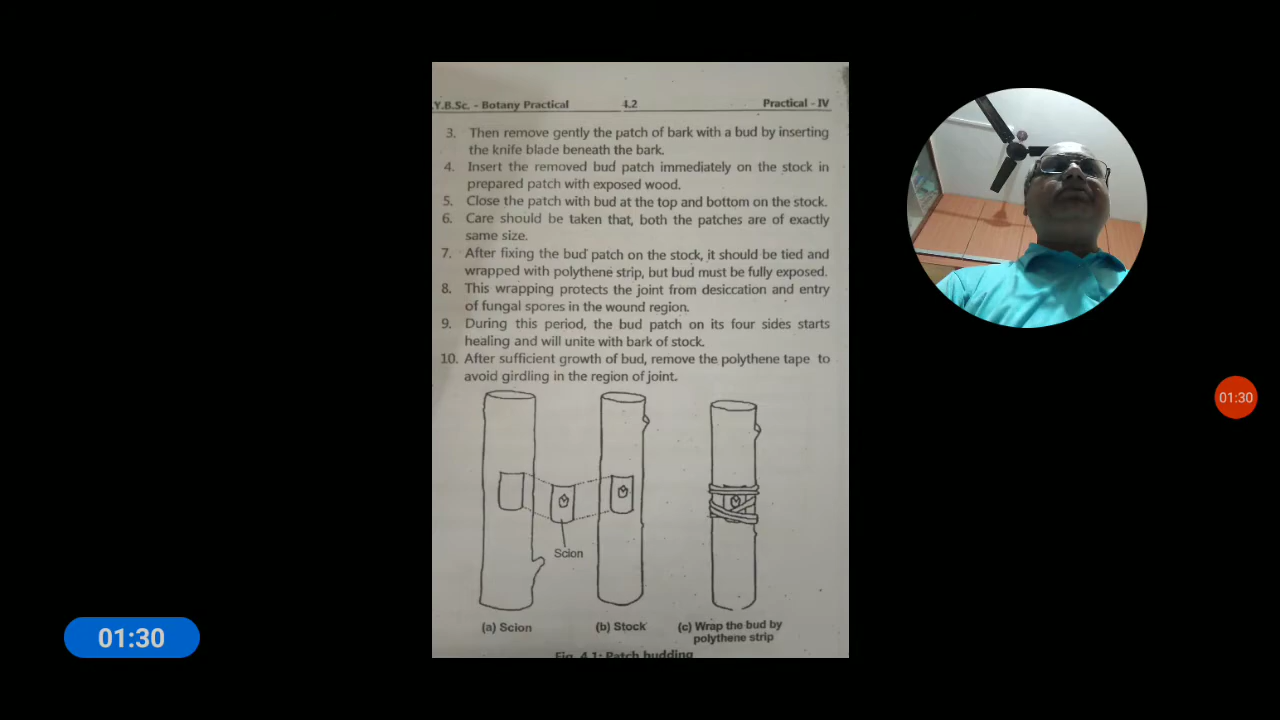 .Y.B.Sc. - Botany Practical 4.2 Practical - IV
3. Then remove gently the patch of bark with a bud by inserting
the knife blade beneath the bark.
4. Insert the removed bud patch immediately on the stock in
prepared patch with exposed wood.
5. Close the patch with bud at the top and bottom on the stock.
6. Care should be taken that, both the patches are of exactly
same size.
7. After fixing the bud patch on the stock, it should be tied and
wrapped with polythene strip, but bud must be fully exposed.
8. This wrapping protects the joint from desiccation and entry
of fungal spores in the wound region.
9. During this period, the bud patch on its four sides starts
healing and will unite with bark of stock.
10. After sufficient growth of bud, remove the polythene tape to
avoid girdling in the region of joint.
Scion
(a) Scion (b) Stock (c) Wrap the bud by
polythene strip
Fig. 4.1: Patch budding
01:30
01:30